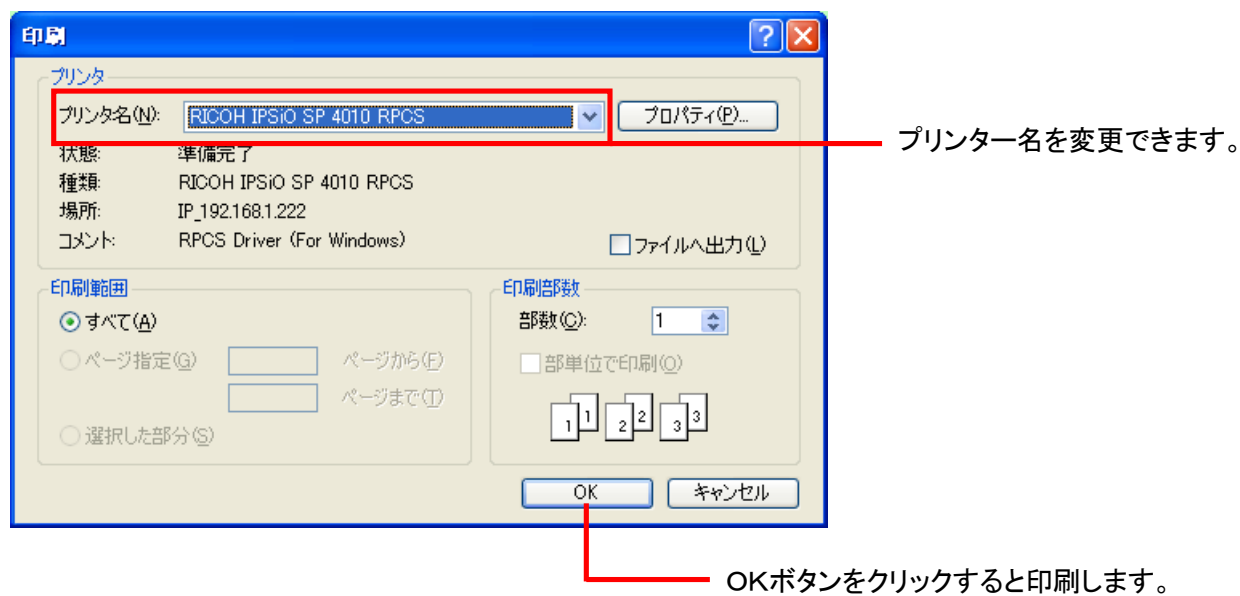 印刷
プリンタ
プリンタ名(N): RICOH IPSiO SP 4010 RPCS プロパティ(P)...
プリンター名を変更できます。
状態: 準備完了
種類: RICOH IPSiO SP 4010 RPCS
場所: IP_192.168.1.222
コメント: RPCS Driver (For Windows) ファイルへ出力(L)
印刷範囲
すべて(A)
ページ指定(G) ページから(F)
ページまで(T)
選択した部分(S)
印刷部数
部数(C): 1
部単位で印刷(O)
1 1 2 2 3 3
OK キャンセル
OKボタンをクリックすると印刷します。